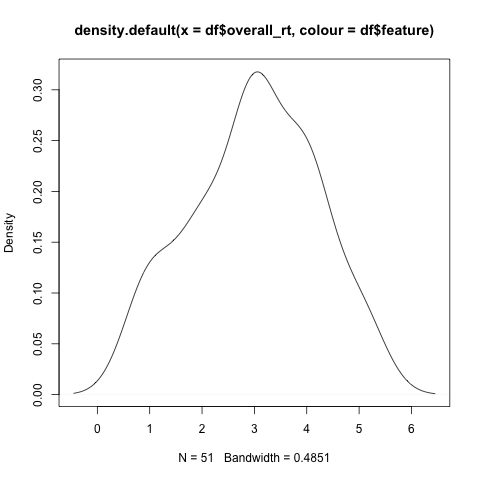 density.default(x = df$overall_rt, colour = df$feature)
Density
0.30
0.25
0.20
0.15
0.10
0.05
0.00
0 1 2 3 4 5 6
N = 51 Bandwidth = 0.4851